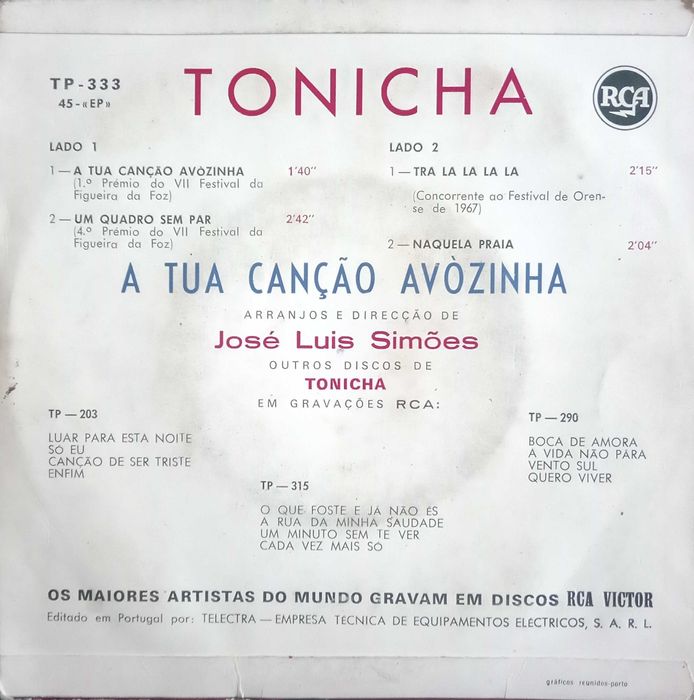 TP-333
45-«EP»
TONICHA
RCA
LADO 1
1—A TUA CANÇÃO AVÒZINHA 1'40"
(1.º Prémio do VII Festival da
Figueira da Foz)
2—UM QUADRO SEM PAR 2'42"
(4.º Prémio do VII Festival da
Figueira da Foz)
LADO 2
1—TRA LA LA LA LA 2'15"
(Concorrente ao Festival de Oren-
se de 1967)
2—NAQUELA PRAIA 2'04"
A TUA CANÇÃO AVÒZINHA
ARRANJOS E DIRECÇÃO DE
José Luis Simões
OUTROS DISCOS DE
TONICHA
EM GRAVAÇÕES RCA:
TP—203
LUAR PARA ESTA NOITE
SÓ EU
CANÇÃO DE SER TRISTE
ENFIM
TP—290
BOCA DE AMORA
A VIDA NÃO PÁRA
VENTO SUL
QUERO VIVER
TP—315
O QUE FOSTE E JÁ NÃO ÉS
A RUA DA MINHA SAUDADE
UM MINUTO SEM TE VER
CADA VEZ MAIS SÓ
OS MAIORES ARTISTAS DO MUNDO GRAVAM EM DISCOS RCA VICTOR
Editado em Portugal por: TELECTRA—EMPRESA TÉCNICA DE EQUIPAMENTOS ELÉCTRICOS, S. A. R. L.
gráficos reunidos-porto